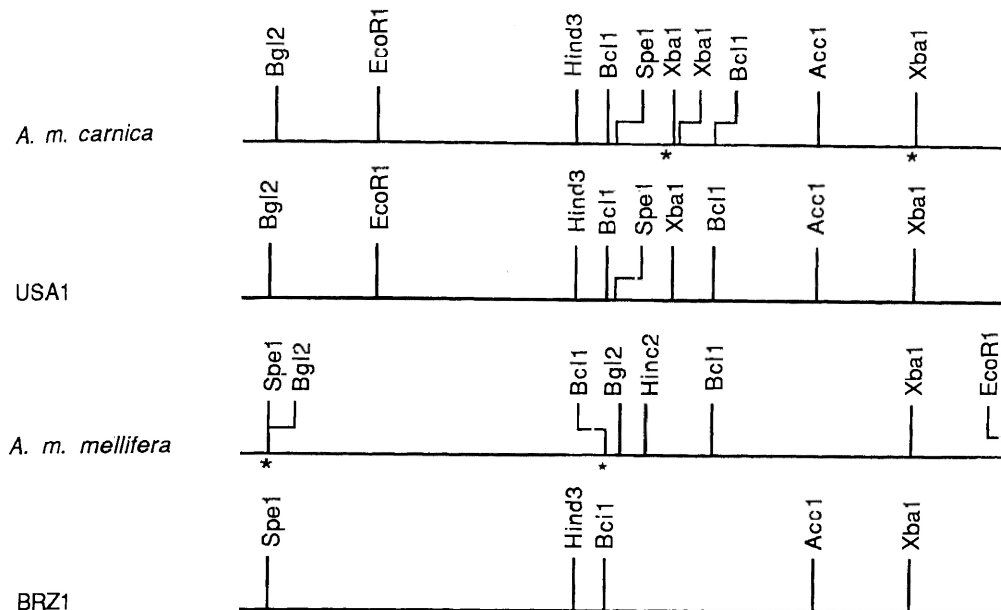 Bgl2 EcoR1 Hind3 Bcl1 Spe1 Xba1 Xba1 Bcl1 Acc1 Xba1
A. m. carnica
* *
Bgl2 EcoR1 Hind3 Bcl1 Spe1 Xba1 Bcl1 Acc1 Xba1
USA1
Spe1 Bgl2 Bcl1 Bgl2 Hinc2 Bcl1 Xba1 EcoR1
A. m. mellifera
* *
Spe1 Hind3 Bci1 Acc1 Xba1
BRZ1